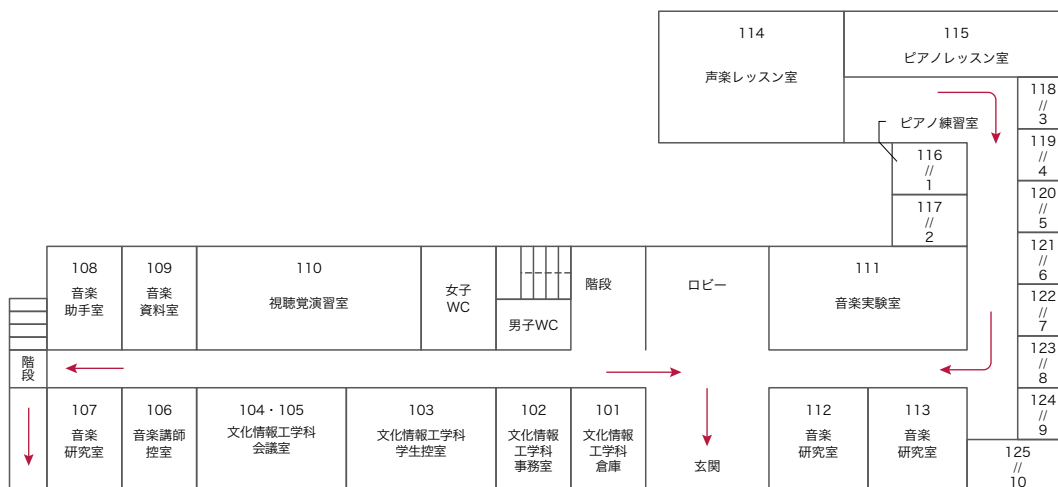 114
声楽レッスン室
115
ピアノレッスン室
ピアノ練習室
116
//
1
117
//
2
118
//
3
119
//
4
120
//
5
121
//
6
122
//
7
123
//
8
124
//
9
125
//
10
108
音楽
助手室
109
音楽
資料室
110
視聴覚演習室
女子
WC
男子WC
階段
ロビー
111
音楽実験室
階
段
107
音楽
研究室
106
音楽講師
控室
104・105
文化情報工学科
会議室
103
文化情報工学科
学生控室
102
文化情報
工学科
事務室
101
文化情報
工学科
倉庫
玄関
112
音楽
研究室
113
音楽
研究室